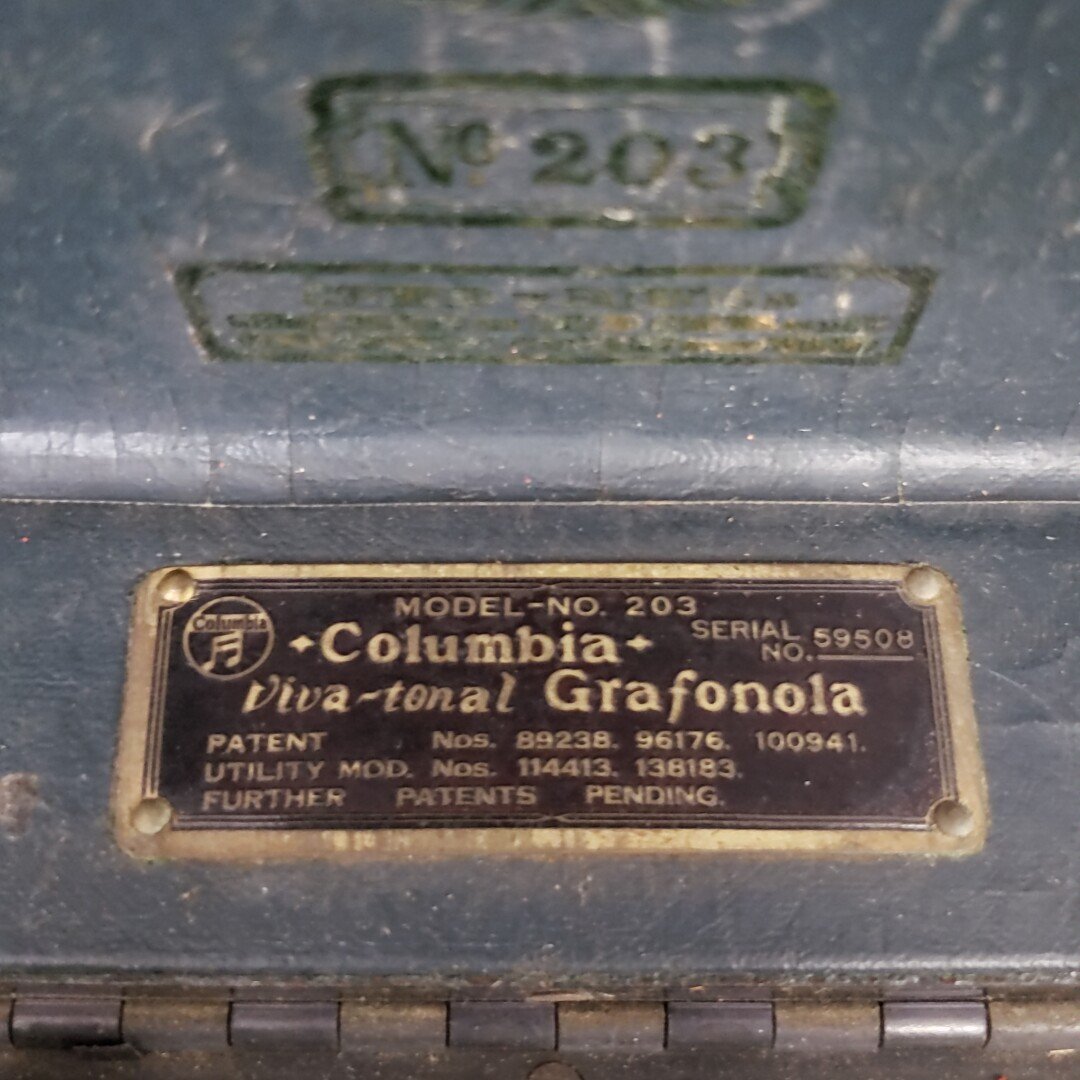 No 203
MODEL-NO. 203
Columbia
Columbia
SERIAL
NO. 59508
Viva-tonal Grafonola
PATENT Nos. 89238. 96176. 100941.
UTILITY MOD. Nos. 114413. 138183.
FURTHER PATENTS PENDING.